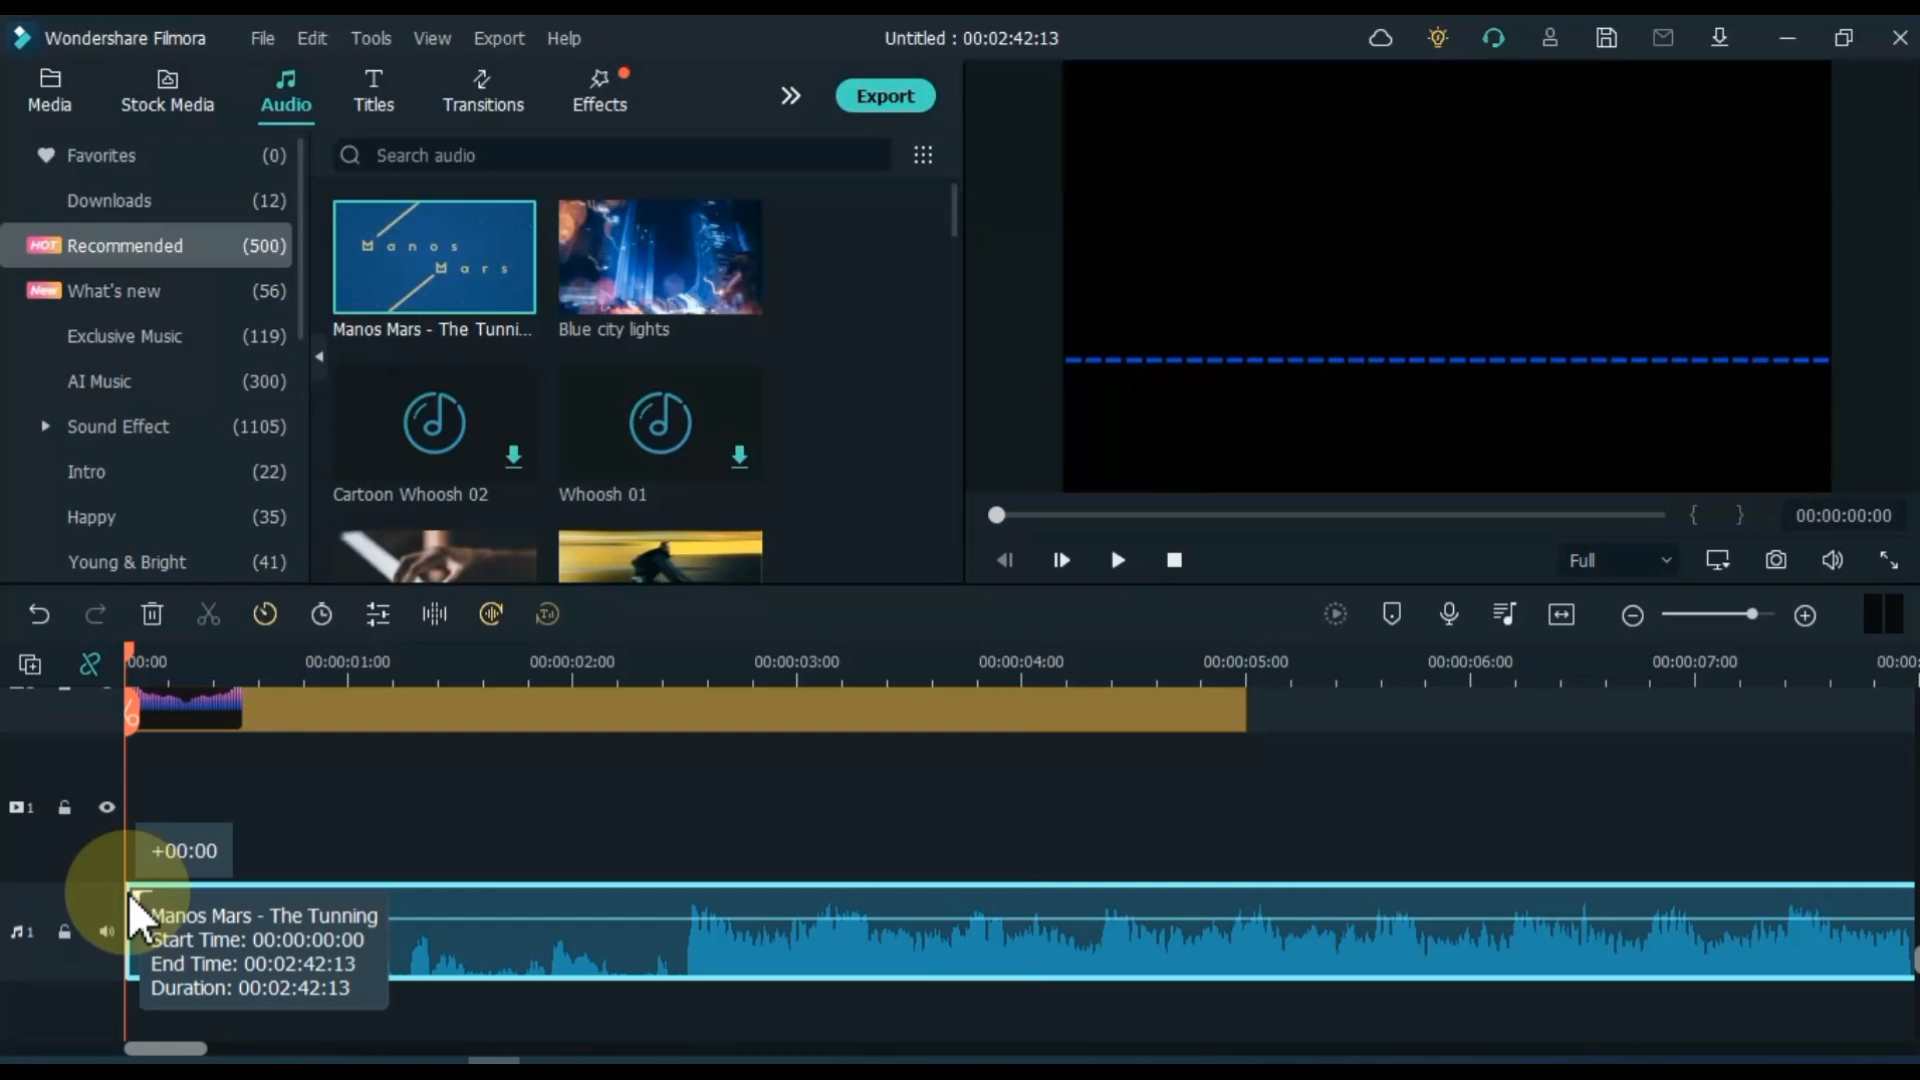 Wondershare Filmora File Edit Tools View Export Help Untitled : 00:02:42:13
Media Stock Media Audio Titles Transitions Effects Export
Favorites (0)
Search audio
Downloads (12)
HOT Recommended (500)
New What's new (56)
Exclusive Music (119)
AI Music (300)
Sound Effect (1105)
Intro (22)
Happy (35)
Young & Bright (41)
Manos
Mars
Manos Mars - The Tunni...
Blue city lights
Cartoon Whoosh 02
Whoosh 01
00:00:00:00
Full
00:00 00:00:01:00 00:00:02:00 00:00:03:00 00:00:04:00 00:00:05:00 00:00:06:00 00:00:07:00 00:00:
1
+00:00
1
Manos Mars - The Tunning
Start Time: 00:00:00:00
End Time: 00:02:42:13
Duration: 00:02:42:13